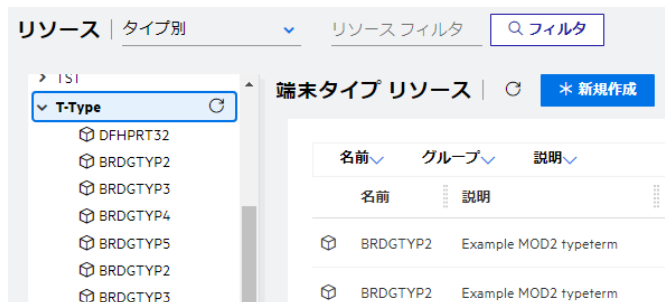 リソース タイプ別 リソース フィルタ フィルタ
> TST
T-Type
DFHPRT32
BRDGTYP2
BRDGTYP3
BRDGTYP4
BRDGTYP5
BRDGTYP2
BRDGTYP3
端末タイプ リソース 新規作成
名前 グループ 説明
名前 説明
BRDGTYP2 Example MOD2 typeterm
BRDGTYP2 Example MOD2 typeterm